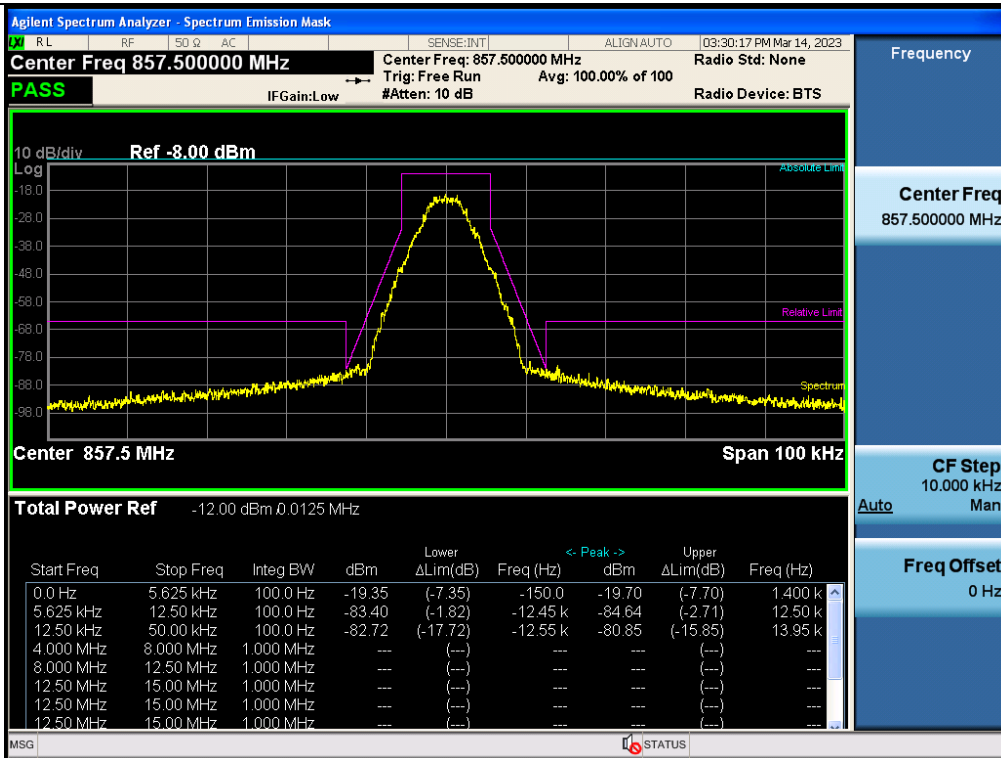 Agilent Spectrum Analyzer - Spectrum Emission Mask
LXI RL RF 50 Ω AC SENSE:INT ALIGN AUTO 03:30:17 PM Mar 14, 2023
Center Freq 857.500000 MHz Center Freq: 857.500000 MHz Radio Std: None
Trig: Free Run Avg: 100.00% of 100
PASS IFGain:Low #Atten: 10 dB Radio Device: BTS
10 dB/div Ref -8.00 dBm
Log
Absolute Limit
-18.0
-28.0
-38.0
-48.0
-58.0
Relative Limit
-68.0
-78.0
-88.0
Spectrum
-98.0
Center 857.5 MHz Span 100 kHz
Total Power Ref -12.00 dBm / 0.0125 MHz
Lower <- Peak -> Upper
Start Freq Stop Freq Integ BW dBm ΔLim(dB) Freq (Hz) dBm ΔLim(dB) Freq (Hz)
0.0 Hz 5.625 kHz 100.0 Hz -19.35 (-7.35) -150.0 -19.70 (-7.70) 1.400 k
5.625 kHz 12.50 kHz 100.0 Hz -83.40 (-1.82) -12.45 k -84.64 (-2.71) 12.50 k
12.50 kHz 50.00 kHz 100.0 Hz -82.72 (-17.72) -12.55 k -80.85 (-15.85) 13.95 k
4.000 MHz 8.000 MHz 1.000 MHz --- (---) --- --- (---) ---
8.000 MHz 12.50 MHz 1.000 MHz --- (---) --- --- (---) ---
12.50 MHz 15.00 MHz 1.000 MHz --- (---) --- --- (---) ---
12.50 MHz 15.00 MHz 1.000 MHz --- (---) --- --- (---) ---
12.50 MHz 15.00 MHz 1.000 MHz --- (---) --- --- (---) ---
MSG STATUS
Frequency
Center Freq
857.500000 MHz
CF Step
10.000 kHz
Auto Man
Freq Offset
0 Hz